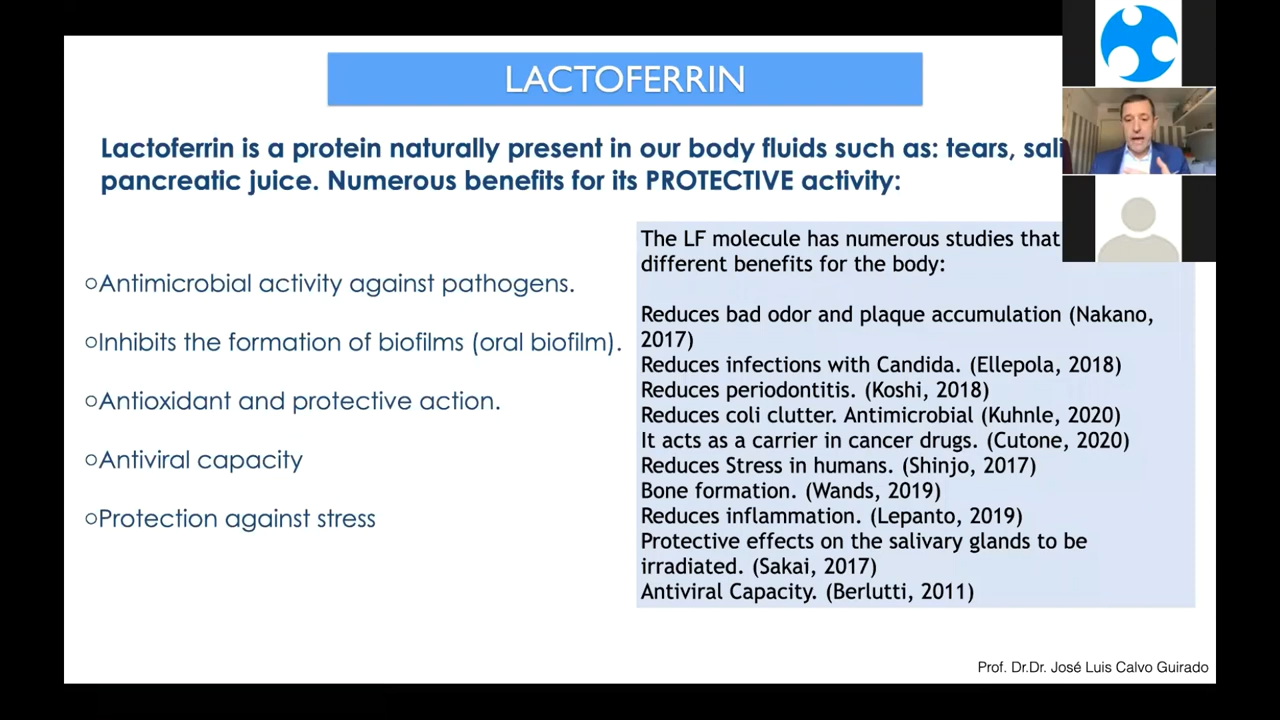 LACTOFERRIN
Lactoferrin is a protein naturally present in our body fluids such as: tears,
pancreatic juice. Numerous benefits for its PROTECTIVE activity:
○Antimicrobial activity against pathogens.
○Inhibits the formation of biofilms (oral biofilm).
○Antioxidant and protective action.
○Antiviral capacity
○Protection against stress
The LF molecule has numerous studies that
different benefits for the body:
Reduces bad odor and plaque accumulation (Nakano,
2017)
Reduces infections with Candida. (Ellepola, 2018)
Reduces periodontitis. (Koshi, 2018)
Reduces coli clutter. Antimicrobial (Kuhnle, 2020)
It acts as a carrier in cancer drugs. (Cutone, 2020)
Reduces Stress in humans. (Shinjo, 2017)
Bone formation. (Wands, 2019)
Reduces inflammation. (Lepanto, 2019)
Protective effects on the salivary glands to be
irradiated. (Sakai, 2017)
Antiviral Capacity. (Berlutti, 2011)
Prof. Dr.Dr. José Luis Calvo Guirado